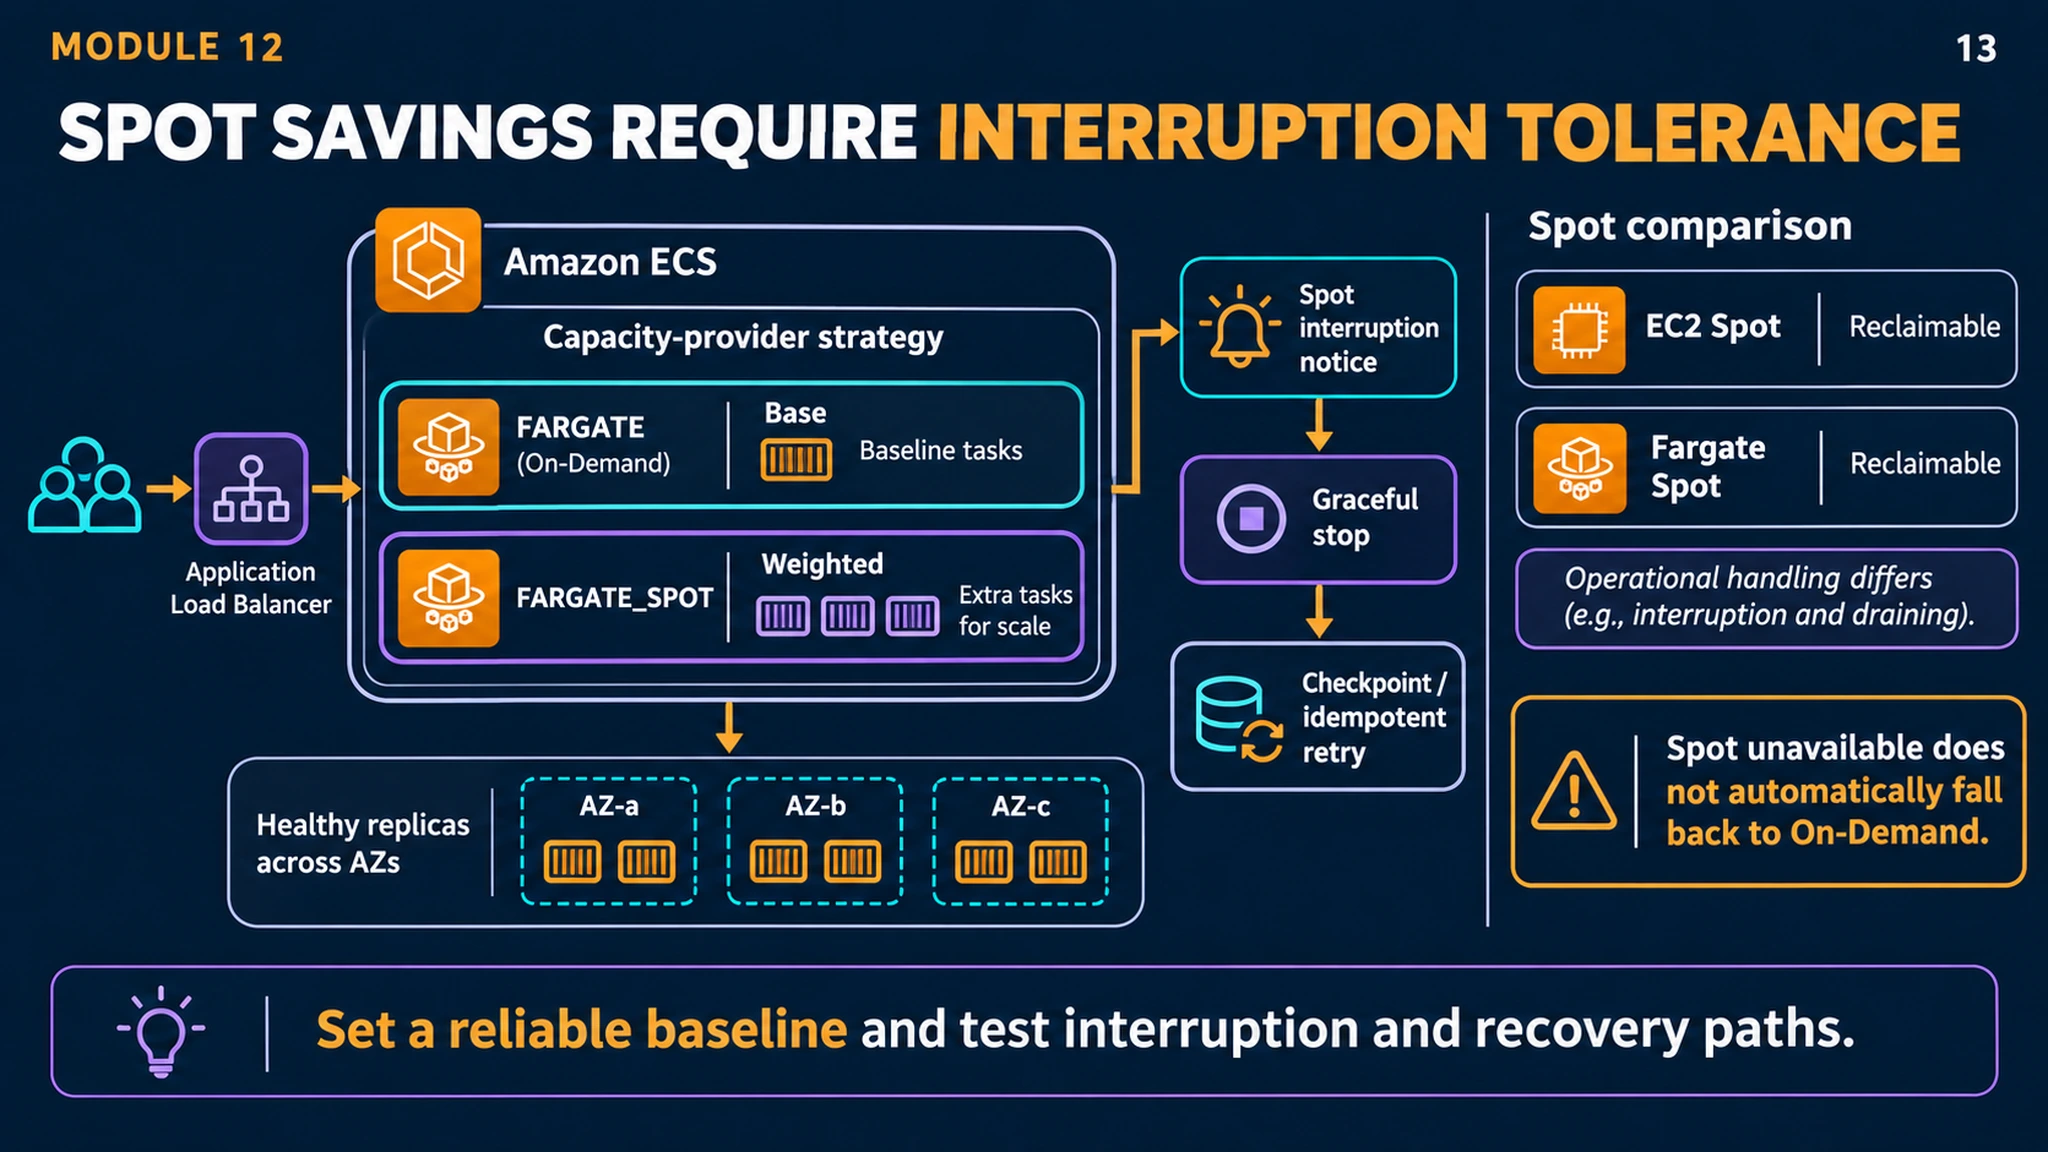 MODULE 12
13
SPOT SAVINGS REQUIRE INTERRUPTION TOLERANCE
Application
Load Balancer
Amazon ECS
Capacity-provider strategy
FARGATE
(On-Demand)
Base
Baseline tasks
FARGATE_SPOT
Weighted
Extra tasks
for scale
Healthy replicas
across AZs
AZ-a
AZ-b
AZ-c
Spot
interruption
notice
Graceful
stop
Checkpoint /
idempotent
retry
Spot comparison
EC2 Spot
Reclaimable
Fargate
Spot
Reclaimable
Operational handling differs
(e.g., interruption and draining).
Spot unavailable does
not automatically fall
back to On-Demand.
Set a reliable baseline and test interruption and recovery paths.